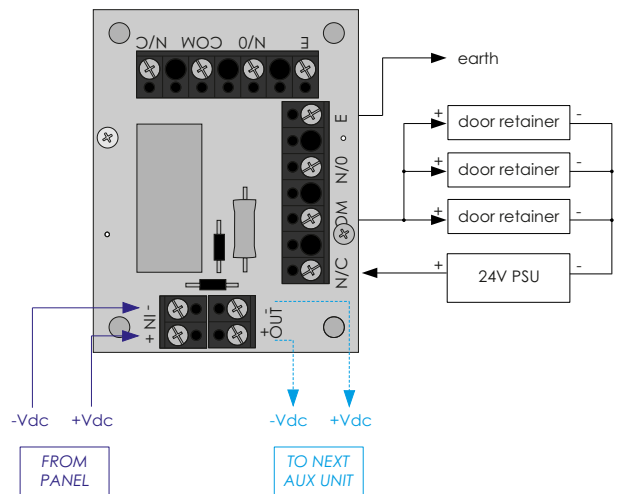 N/C COM N/0 E
E
N/0
COM
N/C
earth
+ door retainer -
+ door retainer -
+ door retainer -
+ 24V PSU -
IN - +
OUT - +
-Vdc +Vdc
-Vdc +Vdc
FROM
PANEL
TO NEXT
AUX UNIT